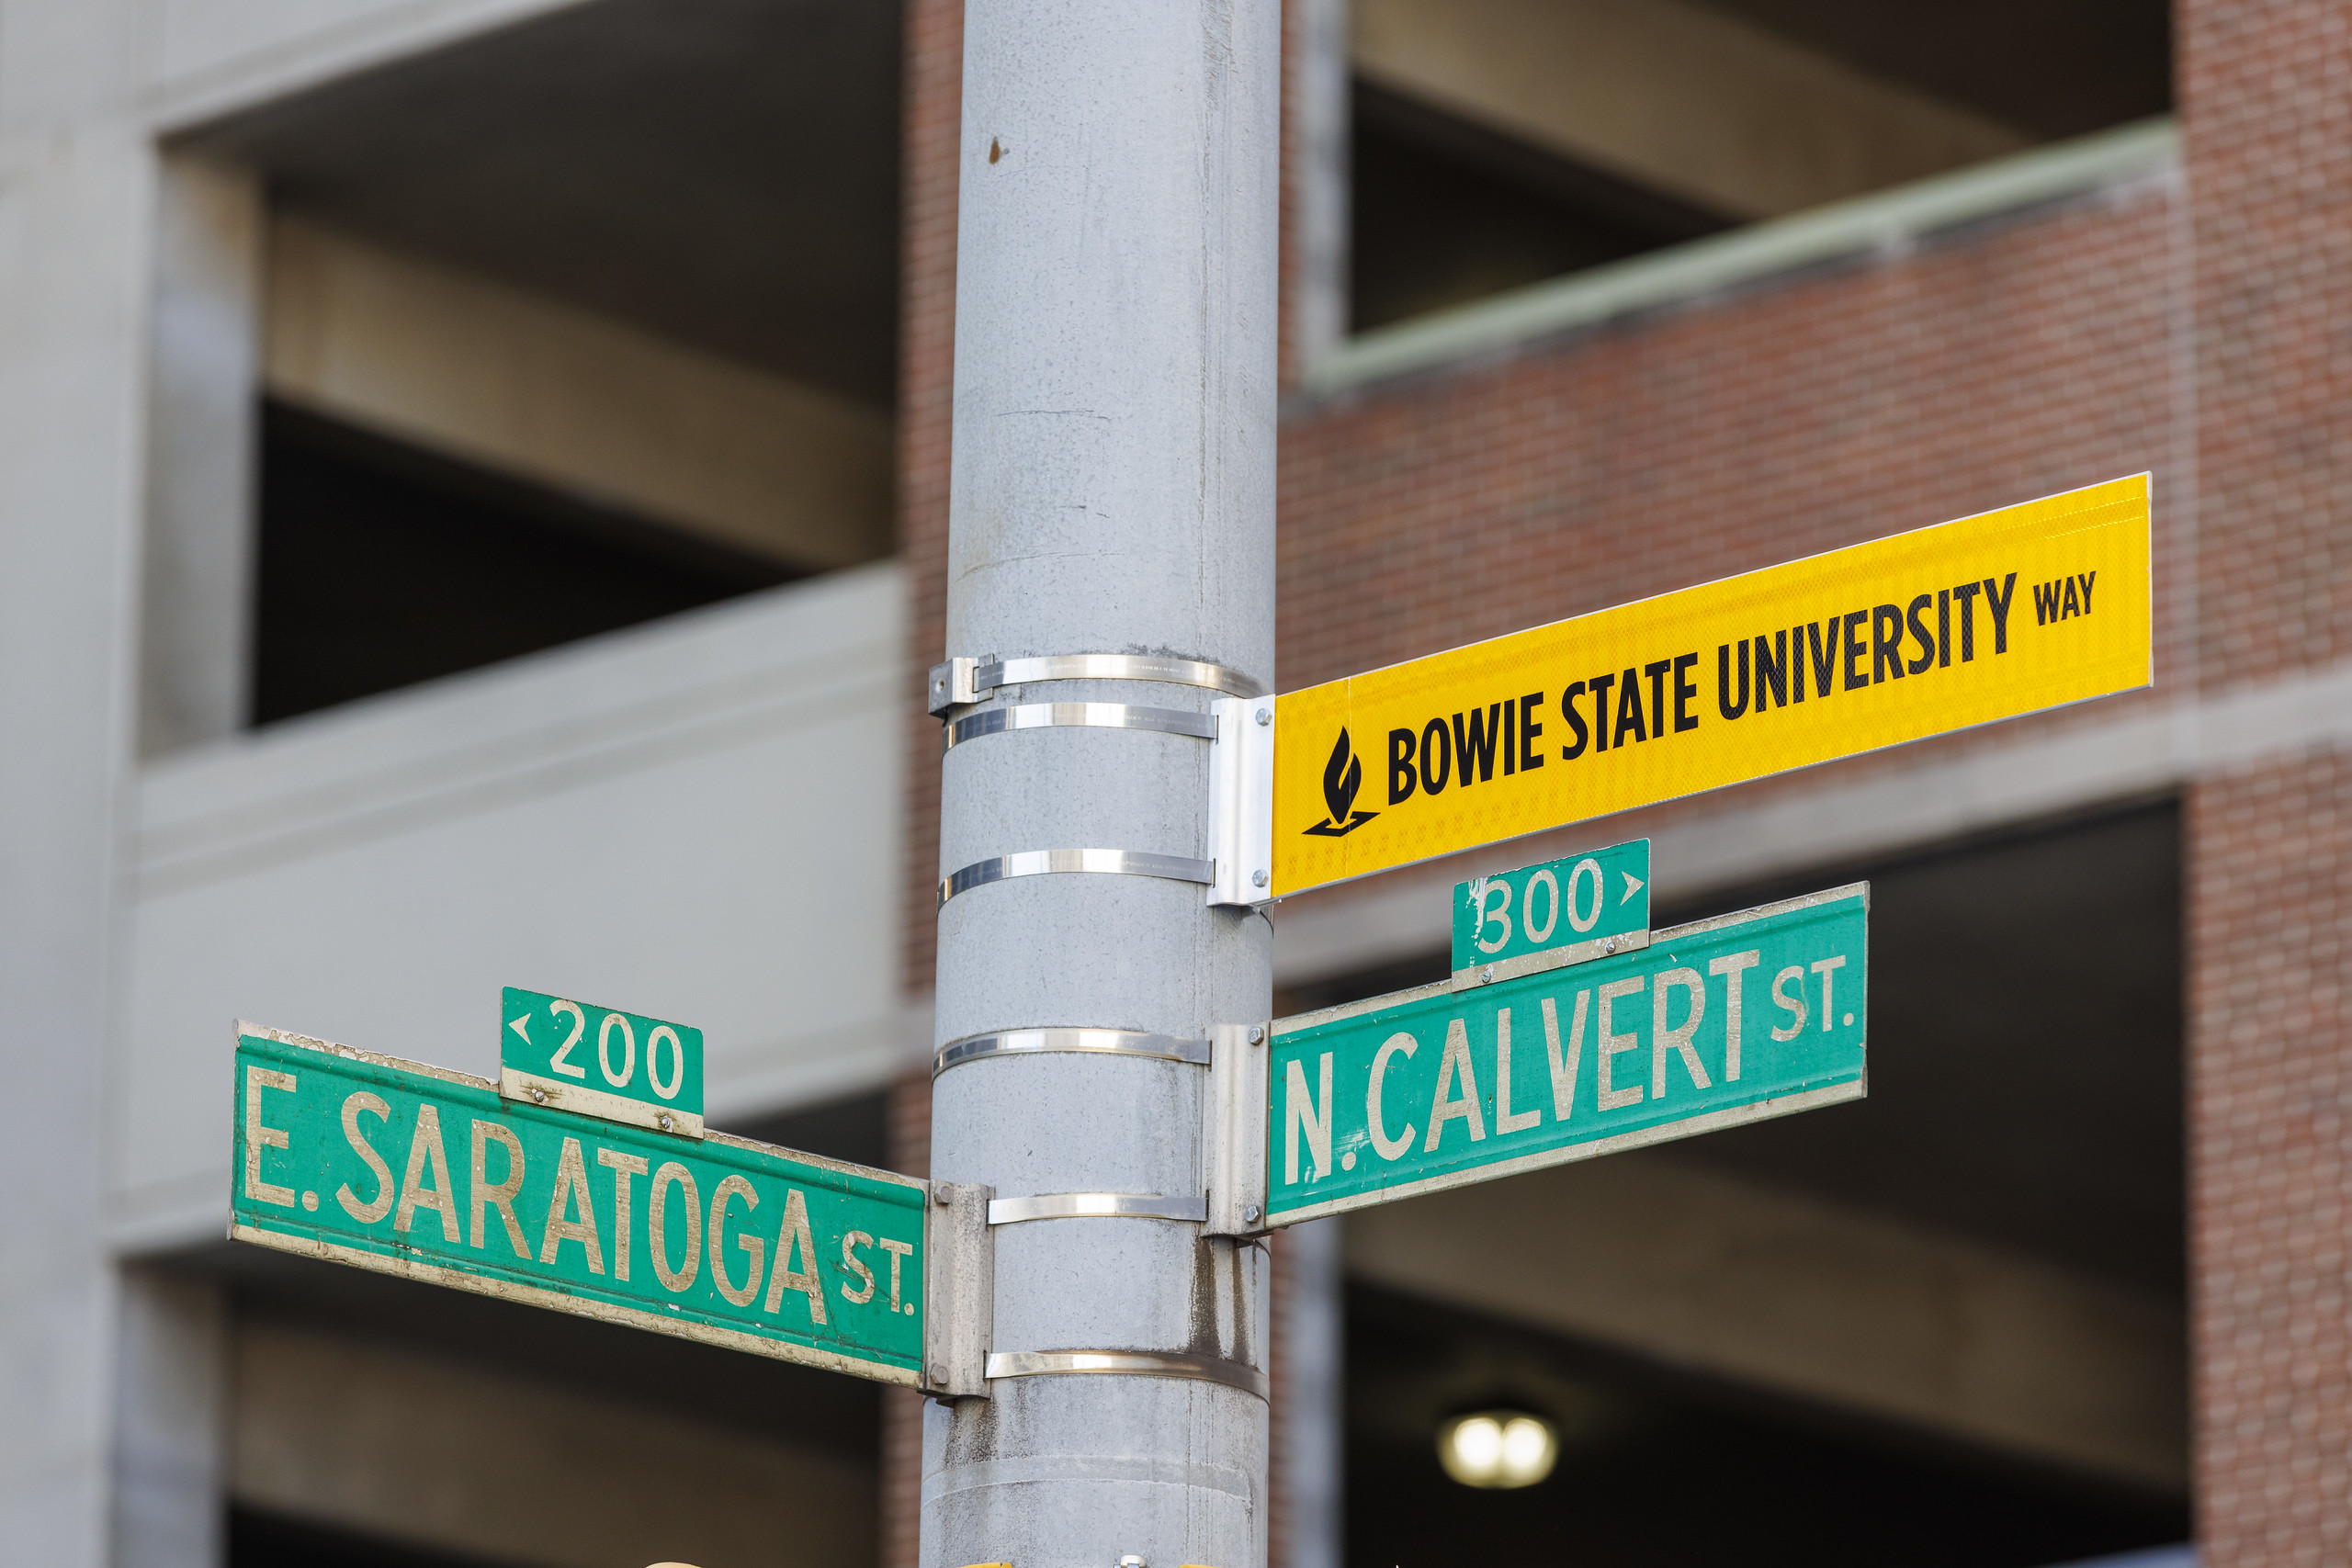 BOWIE STATE UNIVERSITY WAY
300
N. CALVERT ST.
200
E. SARATOGA ST.